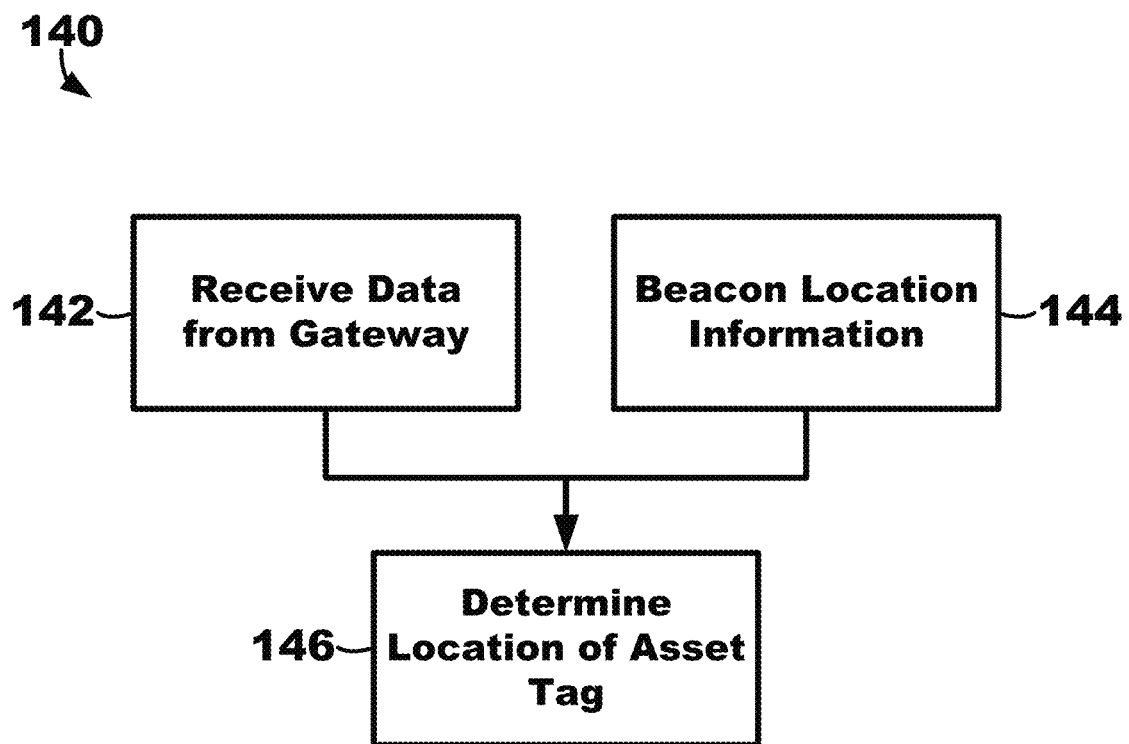 140
142
Receive Data
from Gateway
Beacon Location
Information
144
146
Determine
Location of Asset
Tag